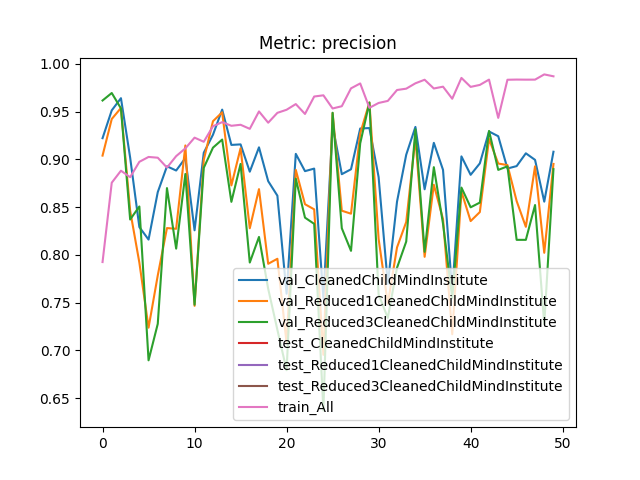 Metric: precision
1.00
0.95
0.90
0.85
0.80
0.75
0.70
0.65
val_CleanedChildMindInstitute
val_Reduced1CleanedChildMindInstitute
val_Reduced3CleanedChildMindInstitute
test_CleanedChildMindInstitute
test_Reduced1CleanedChildMindInstitute
test_Reduced3CleanedChildMindInstitute
train_All
0 10 20 30 40 50